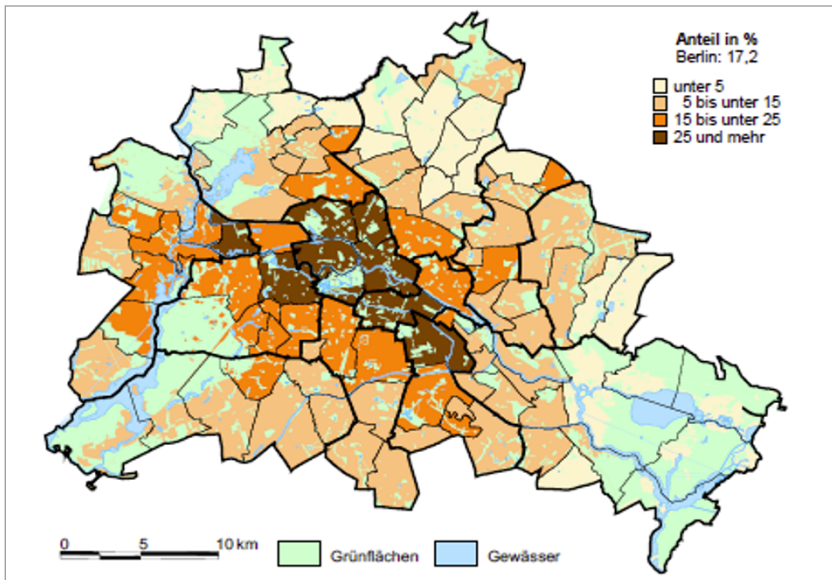 Anteil in %
Berlin: 17,2
unter 5
5 bis unter 15
15 bis unter 25
25 und mehr
0 5 10 km
Grünflächen
Gewässer